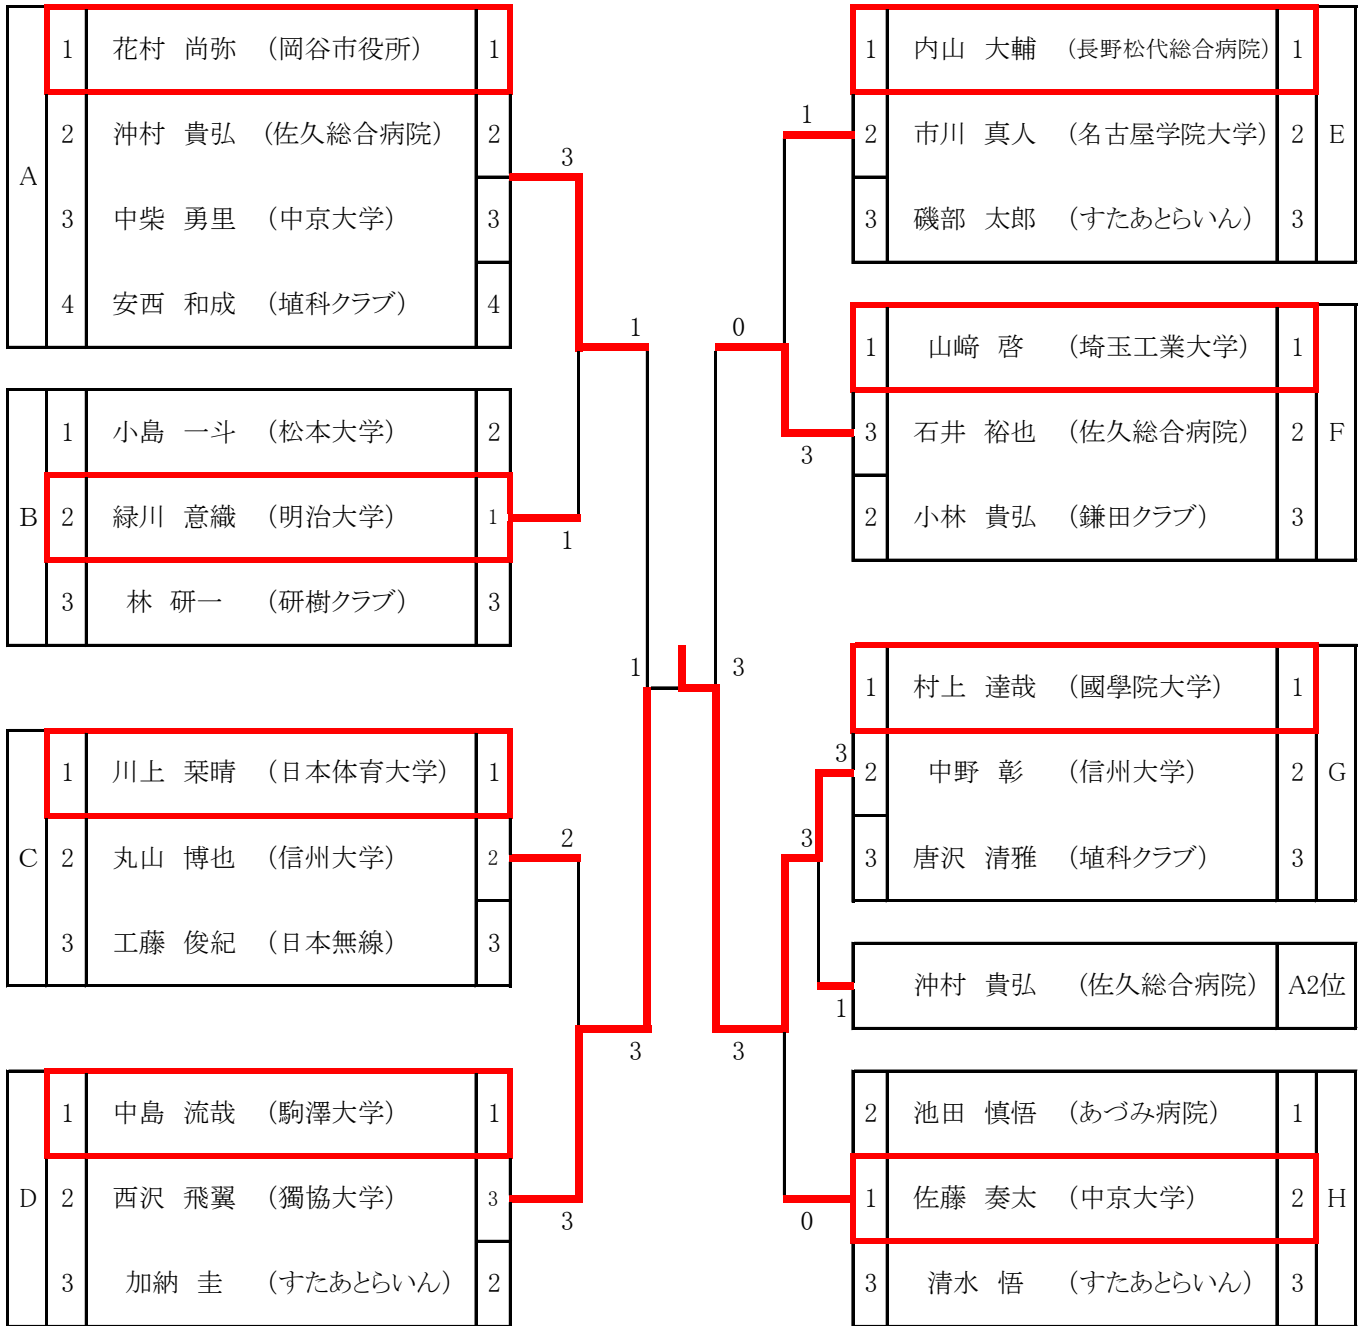 A
1 花村 尚弥 (岡谷市役所) 1
2 沖村 貴弘 (佐久総合病院) 2
3 中柴 勇里 (中京大学) 3
4 安西 和成 (埴科クラブ) 4
3
1
B
1 小島 一斗 (松本大学) 2
2 緑川 意織 (明治大学) 1
3 林 研一 (研樹クラブ) 3
1
1
C
1 川上 栞晴 (日本体育大学) 1
2 丸山 博也 (信州大学) 2
3 工藤 俊紀 (日本無線) 3
2
3
D
1 中島 流哉 (駒澤大学) 1
2 西沢 飛翼 (獨協大学) 3
3 加納 圭 (すたあとらいん) 2
3
E
1 内山 大輔 (長野松代総合病院) 1
2 市川 真人 (名古屋学院大学) 2
3 磯部 太郎 (すたあとらいん) 3
1
0
F
1 山﨑 啓 (埼玉工業大学) 1
3 石井 裕也 (佐久総合病院) 2
2 小林 貴弘 (鎌田クラブ) 3
3
3
G
1 村上 達哉 (國學院大学) 1
2 中野 彰 (信州大学) 2
3 唐沢 清雅 (埴科クラブ) 3
3
3
沖村 貴弘 (佐久総合病院) A2位
1
3
H
2 池田 慎悟 (あづみ病院) 1
1 佐藤 奏太 (中京大学) 2
3 清水 悟 (すたあとらいん) 3
0